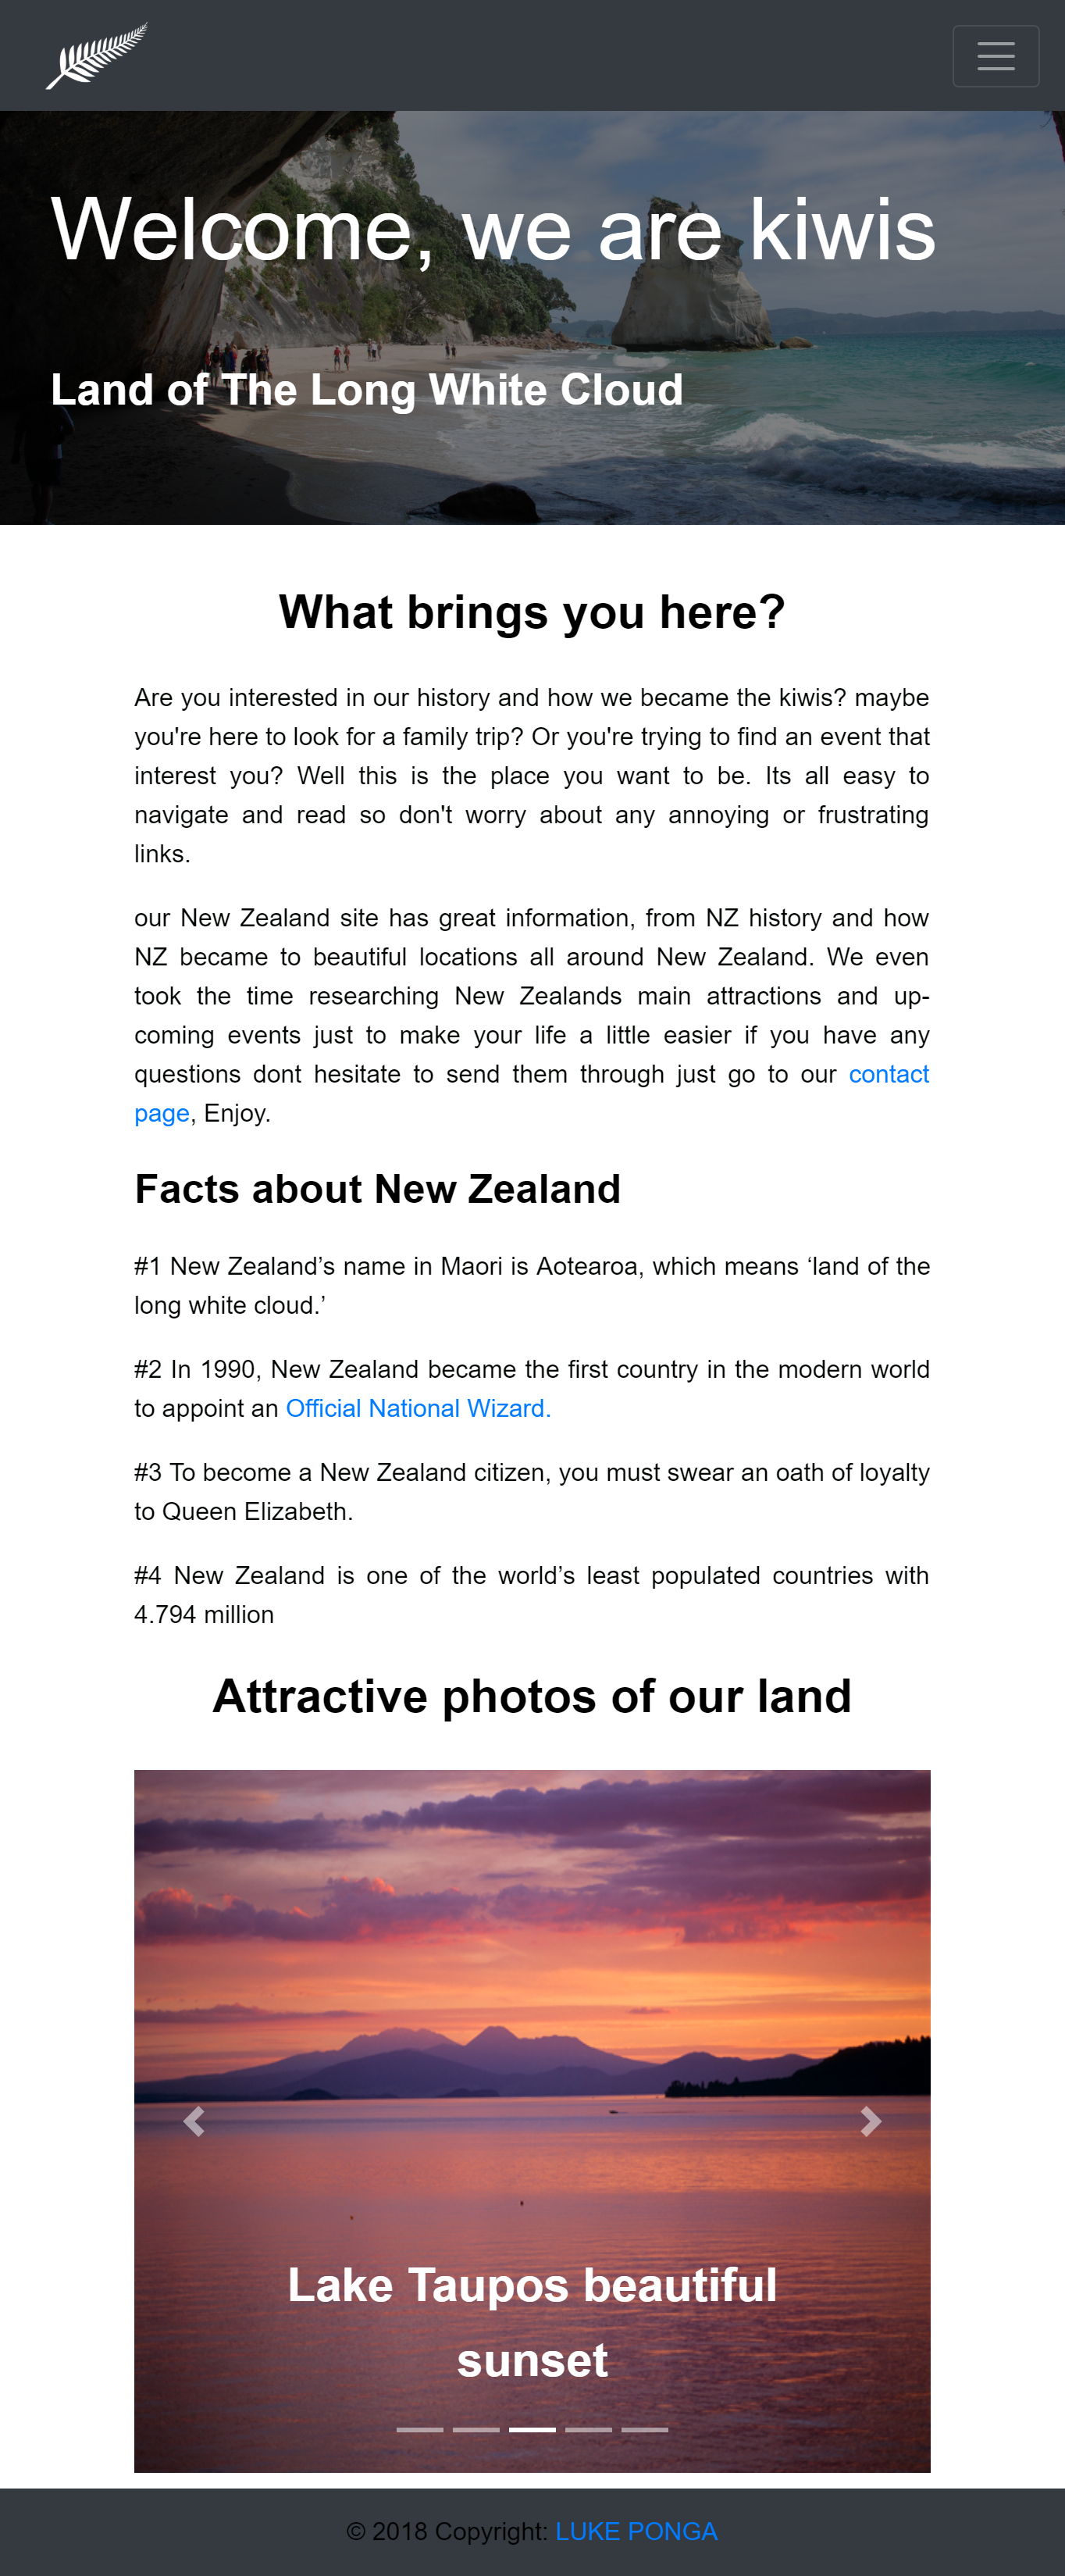 Welcome, we are kiwis
Land of The Long White Cloud
What brings you here?
Are you interested in our history and how we became the kiwis? maybe
you're here to look for a family trip? Or you're trying to find an event that
interest you? Well this is the place you want to be. Its all easy to
navigate and read so don't worry about any annoying or frustrating
links.
our New Zealand site has great information, from NZ history and how
NZ became to beautiful locations all around New Zealand. We even
took the time researching New Zealands main attractions and up-
coming events just to make your life a little easier if you have any
questions dont hesitate to send them through just go to our contact
page, Enjoy.
Facts about New Zealand
#1 New Zealand’s name in Maori is Aotearoa, which means ‘land of the
long white cloud.’
#2 In 1990, New Zealand became the first country in the modern world
to appoint an Official National Wizard.
#3 To become a New Zealand citizen, you must swear an oath of loyalty
to Queen Elizabeth.
#4 New Zealand is one of the world’s least populated countries with
4.794 million
Attractive photos of our land
Lake Taupos beautiful
sunset
© 2018 Copyright: LUKE PONGA